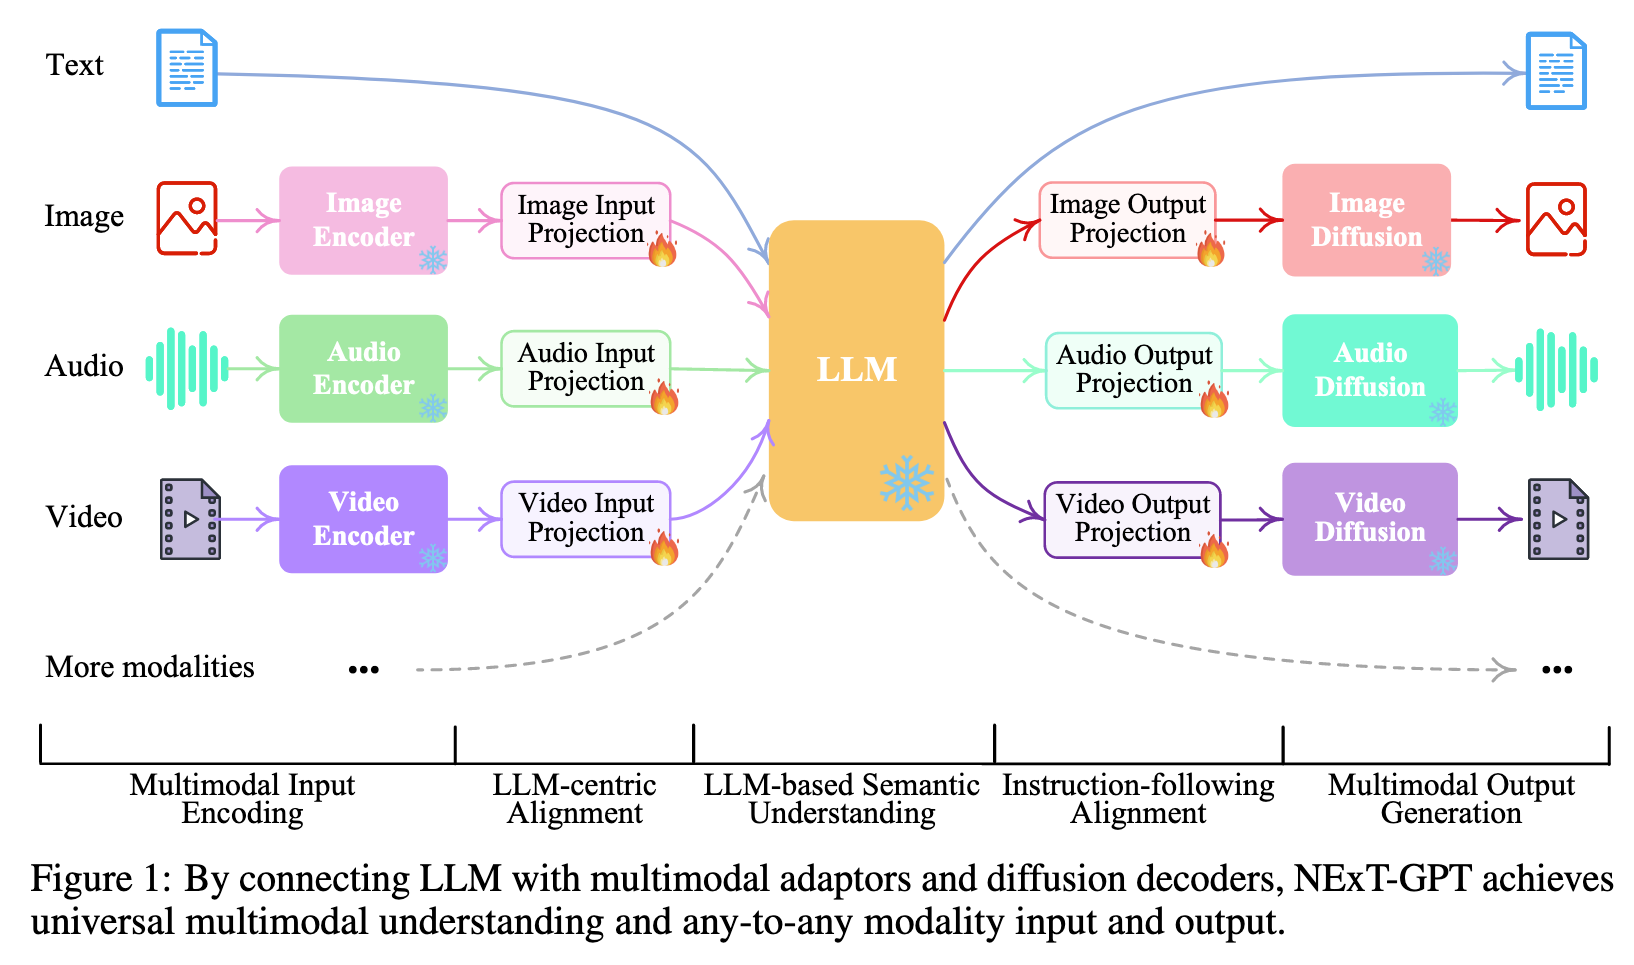 Text
Image
Image
Encoder
Image Input
Projection
Image Output
Projection
Image
Diffusion
Audio
Audio
Encoder
Audio Input
Projection
LLM
Audio Output
Projection
Audio
Diffusion
Video
Video
Encoder
Video Input
Projection
Video Output
Projection
Video
Diffusion
More modalities
...
...
Multimodal Input
Encoding
LLM-centric
Alignment
LLM-based Semantic
Understanding
Instruction-following
Alignment
Multimodal Output
Generation
Figure 1: By connecting LLM with multimodal adaptors and diffusion decoders, NExT-GPT achieves
universal multimodal understanding and any-to-any modality input and output.